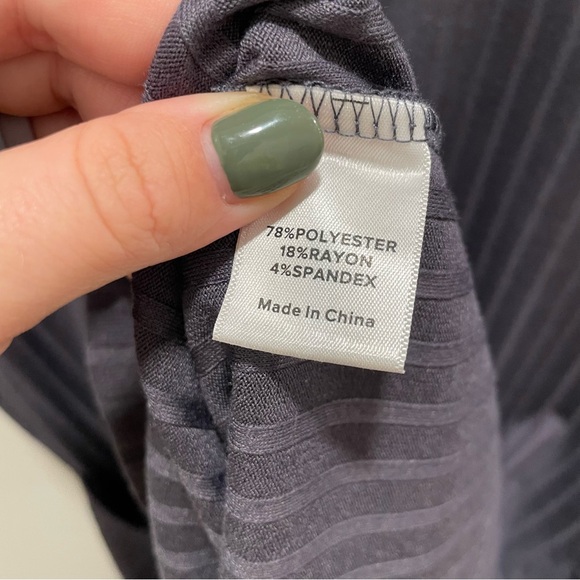 78%POLYESTER
18%RAYON
4%SPANDEX
Made In China